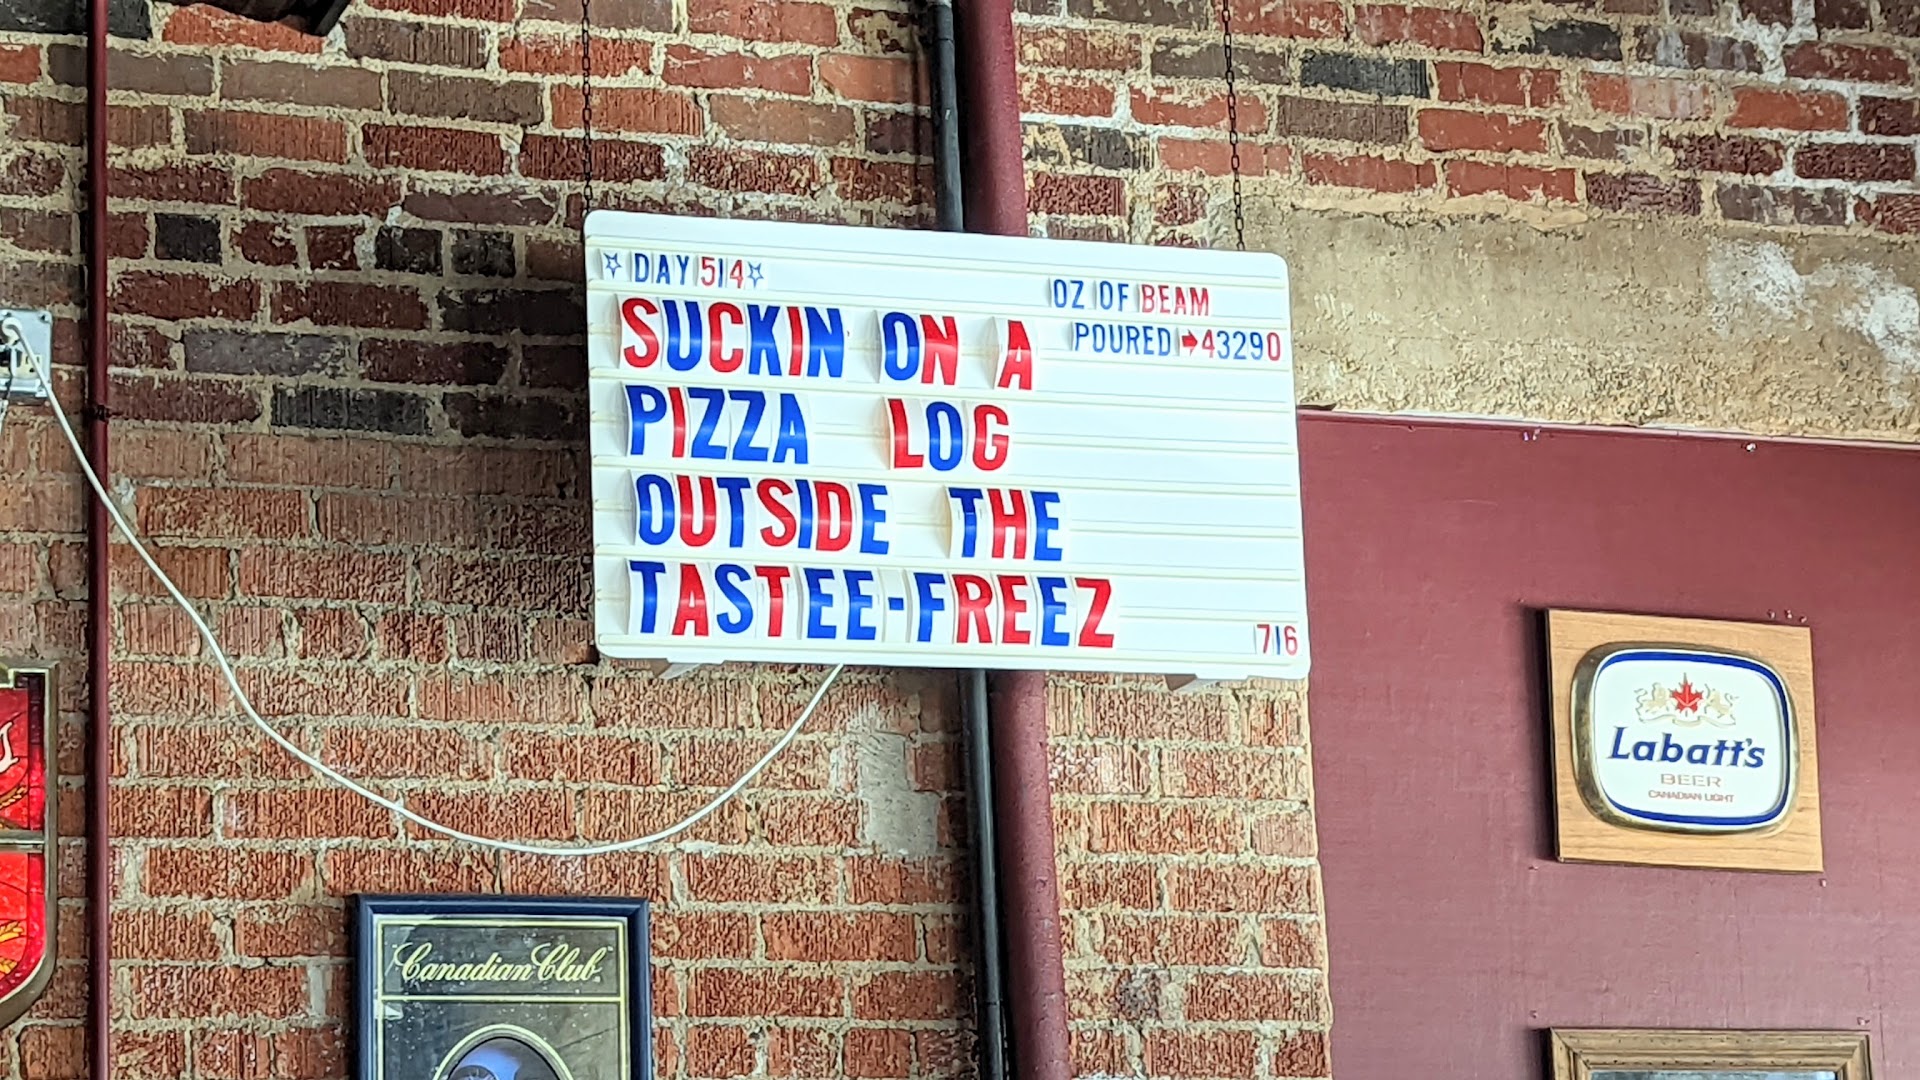 ☆ DAY 514 ☆
OZ OF BEAM
POURED ➡ 43290
SUCKIN' ON A
PIZZA LOG
OUTSIDE THE
TASTEE-FREEZ
716
Labatt's
BEER
CANADIAN LIGHT
"Canadian Club"